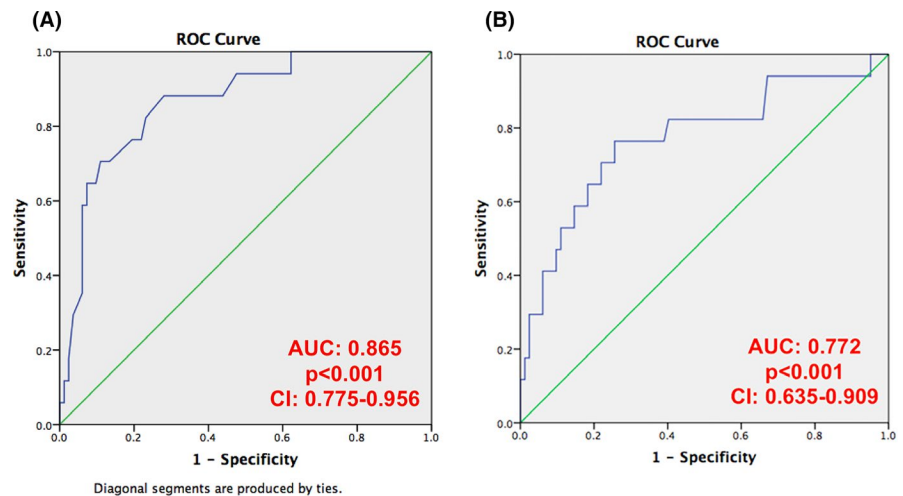 (A)
ROC Curve
1.0
0.8
0.6
0.4
0.2
0.0
Sensitivity
AUC: 0.865
p<0.001
CI: 0.775-0.956
0.0 0.2 0.4 0.6 0.8 1.0
1 - Specificity
Diagonal segments are produced by ties.
(B)
ROC Curve
1.0
0.8
0.6
0.4
0.2
0.0
Sensitivity
AUC: 0.772
p<0.001
CI: 0.635-0.909
0.0 0.2 0.4 0.6 0.8 1.0
1 - Specificity